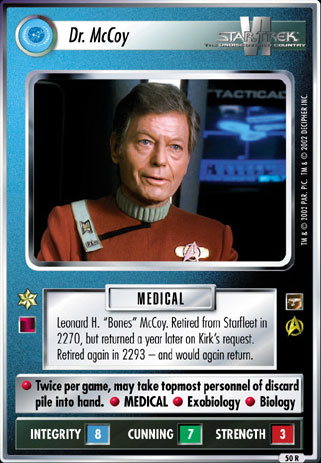 Dr. McCoy
STAR TREK
VI
THE UNDISCOVERED COUNTRY
TACTICAL
TM & © 2002 PAR. PIC. TM & © 2002 DECIPHER INC.
MEDICAL
Leonard H. "Bones" McCoy. Retired from Starfleet in
2270, but returned a year later on Kirk's request.
Retired again in 2293 – and would again return.
• Twice per game, may take topmost personnel of discard
pile into hand. • MEDICAL • Exobiology • Biology
INTEGRITY 8 CUNNING 7 STRENGTH 3
50 R